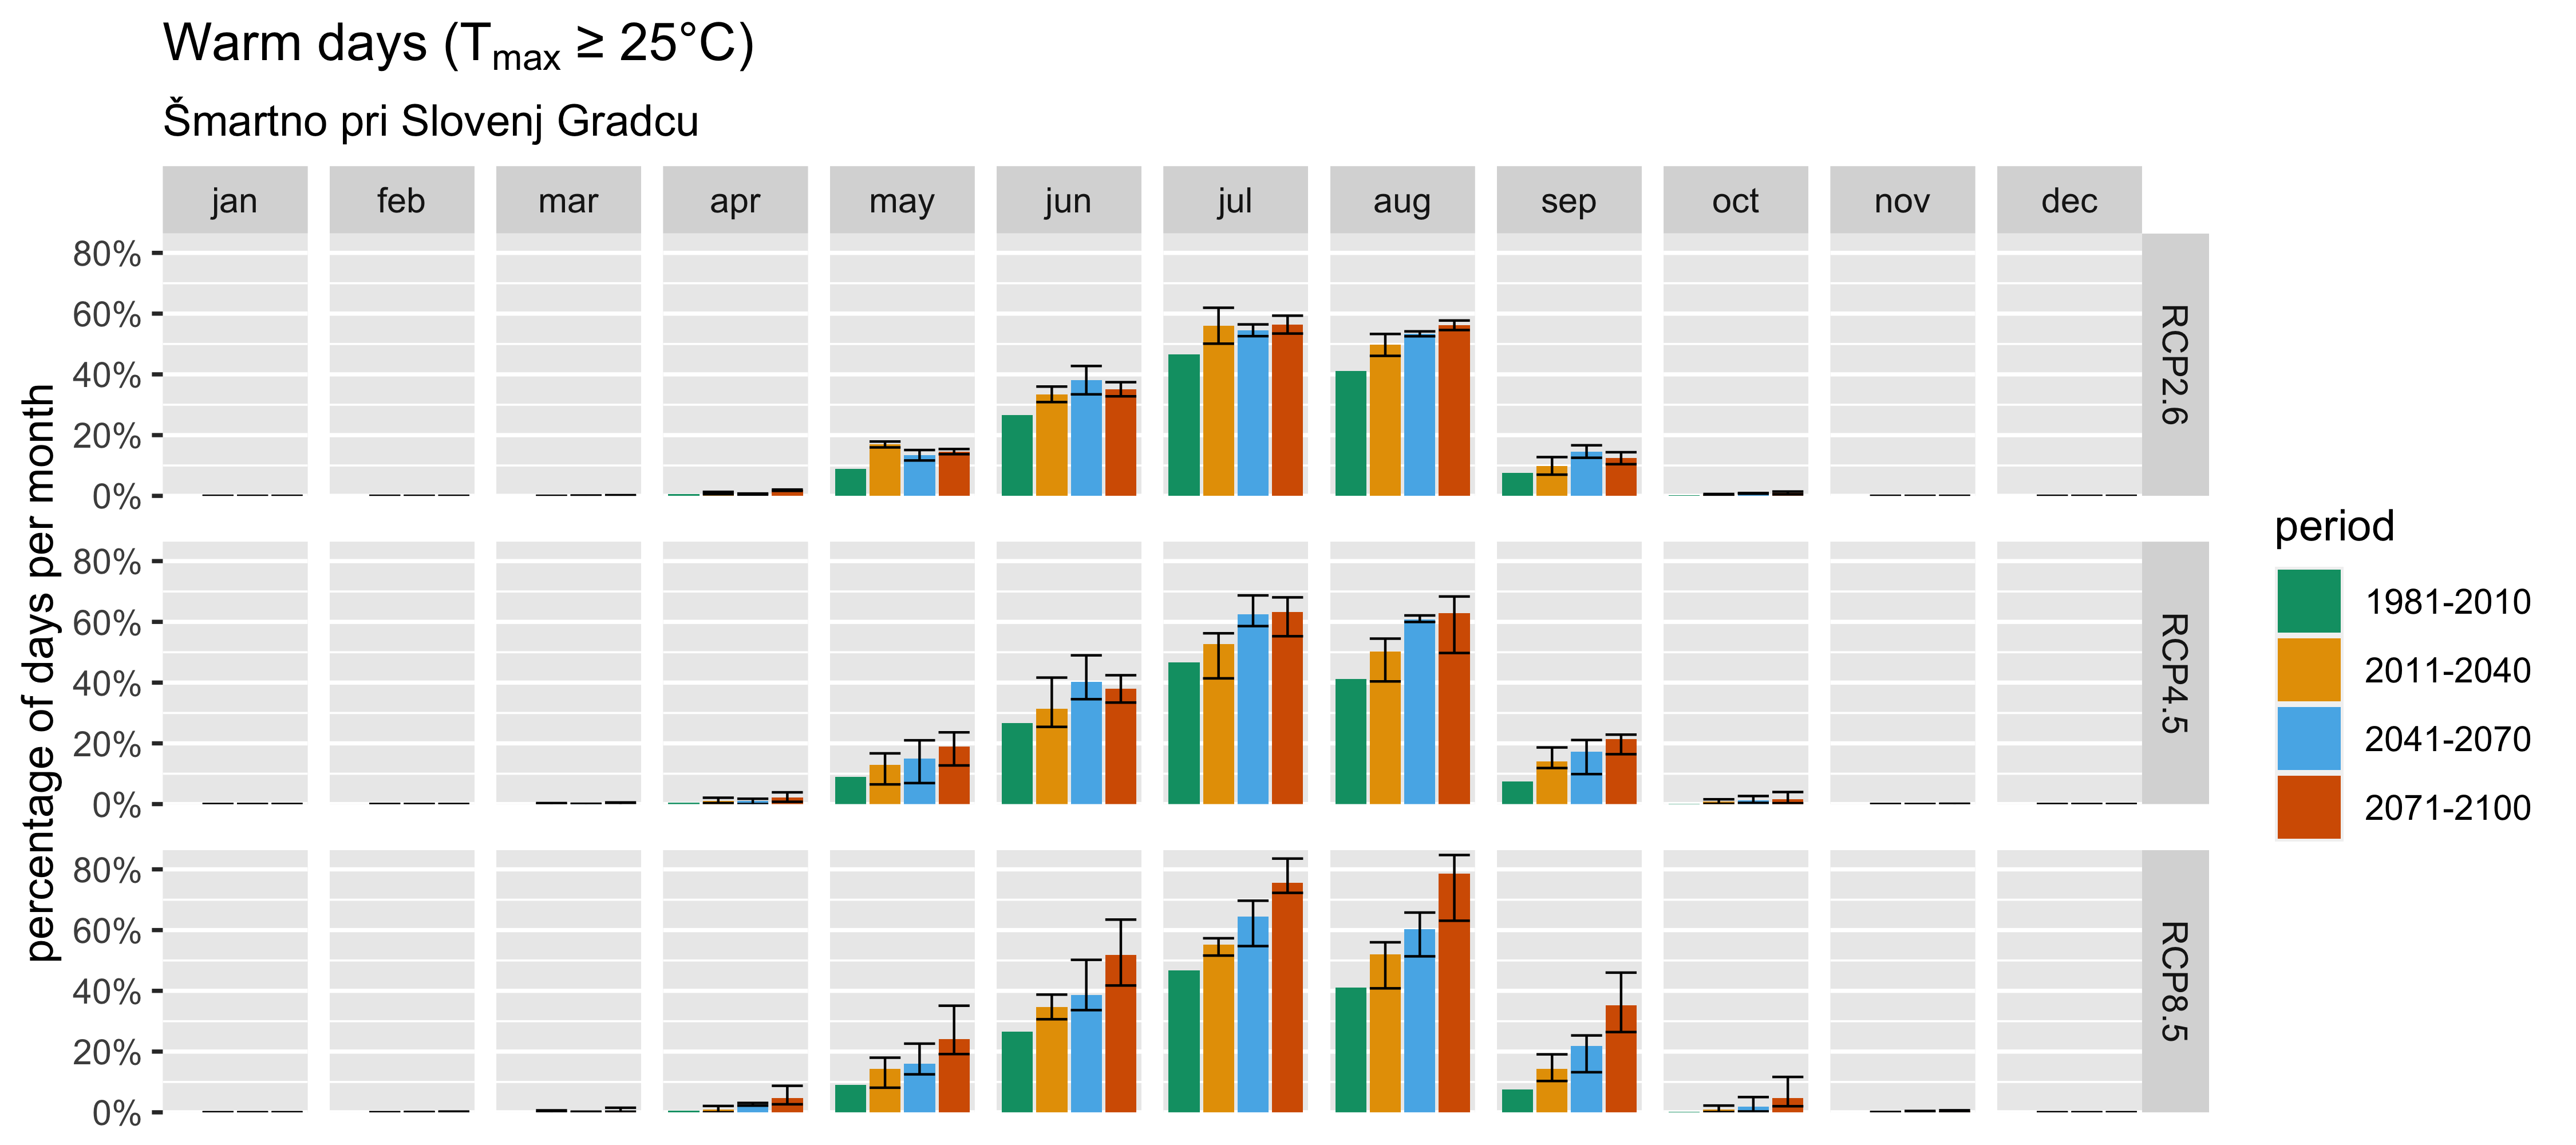 Warm days (Tmax ≥ 25°C)
Šmartno pri Slovenj Gradcu
jan feb mar apr may jun jul aug sep oct nov dec
percentage of days per month
80%
60%
40%
20%
0%
RCP2.6
80%
60%
40%
20%
0%
RCP4.5
80%
60%
40%
20%
0%
RCP8.5
period
1981-2010
2011-2040
2041-2070
2071-2100